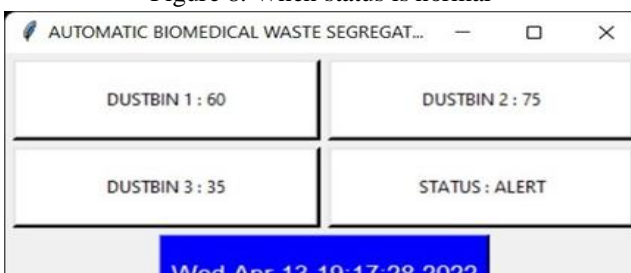 Figure 6. When status is normal
AUTOMATIC BIOMEDICAL WASTE SEGREGAT...
DUSTBIN 1 : 60
DUSTBIN 2 : 75
DUSTBIN 3 : 35
STATUS : ALERT
Wed Apr 13 19:17:28 2022